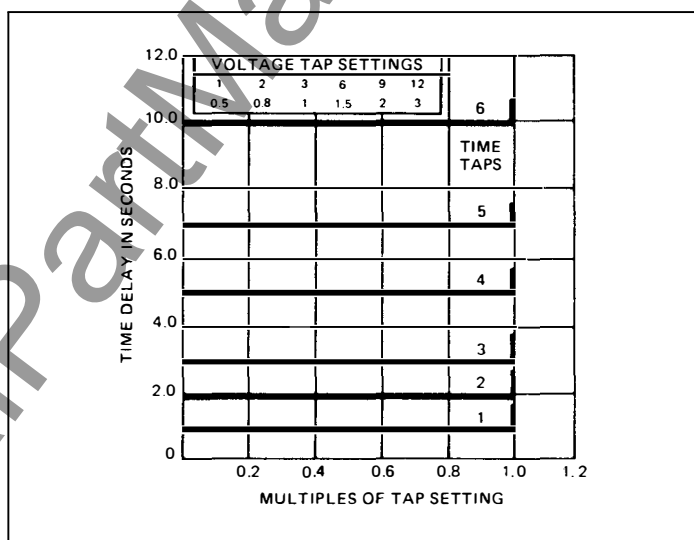 12.0
VOLTAGE TAP SETTINGS
1 2 3 6 9 12
0.5 0.8 1 1.5 2 3
10.0
6
TIME
TAPS
8.0
5
6.0
4
4.0
3
2
2.0
1
0
0.2 0.4 0.6 0.8 1.0 1.2
MULTIPLES OF TAP SETTING
TIME DELAY IN SECONDS